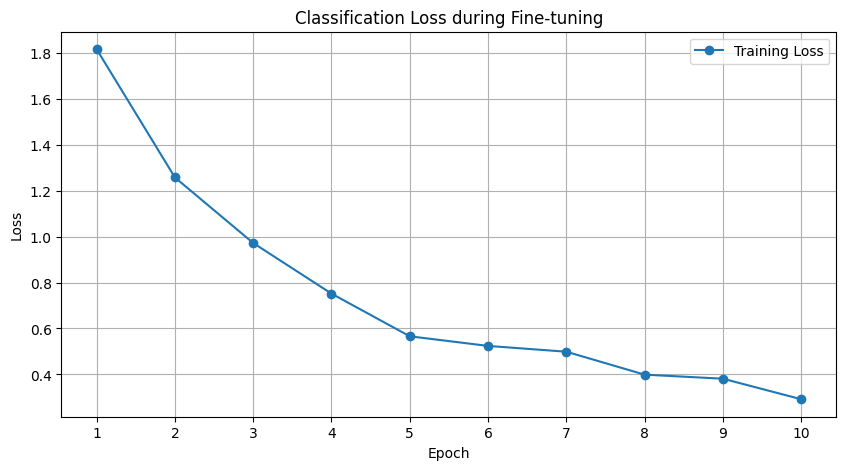 Classification Loss during Fine-tuning
Training Loss
1.8
1.6
1.4
1.2
1.0
0.8
0.6
0.4
Loss
1 2 3 4 5 6 7 8 9 10
Epoch